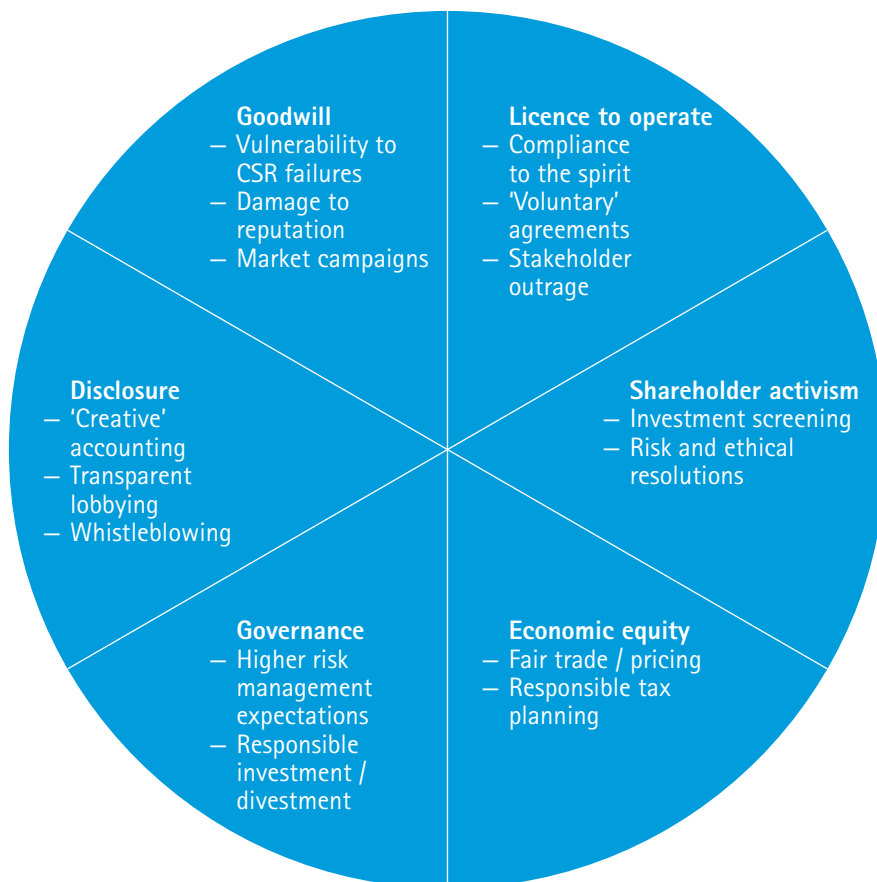 Goodwill
– Vulnerability to
CSR failures
– Damage to
reputation
– Market campaigns
Licence to operate
– Compliance
to the spirit
– ‘Voluntary’
agreements
– Stakeholder
outrage
Disclosure
– ‘Creative’
accounting
– Transparent
lobbying
– Whistleblowing
Shareholder activism
– Investment screening
– Risk and ethical
resolutions
Governance
– Higher risk
management
expectations
– Responsible
investment /
divestment
Economic equity
– Fair trade / pricing
– Responsible tax
planning